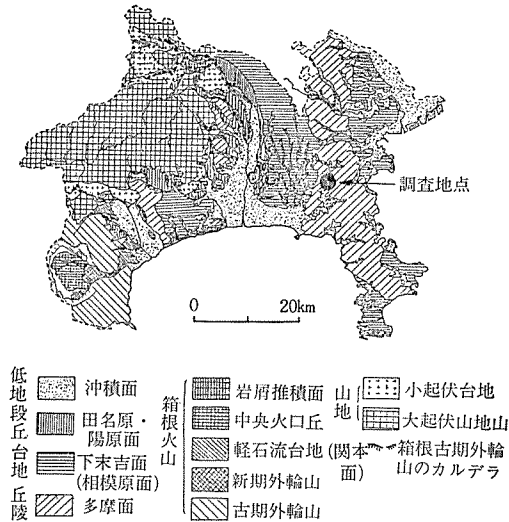 調査地点
0 20km
低地
段丘
台地
丘陵
沖積面
田名原・
陽原面
下末吉面
(相模原面)
多摩面
箱根火山
岩屑推積面
中央火口丘
軽石流台地(関本面)
新期外輪山
古期外輪山
山地
小起伏台地
大起伏山地山
箱根古期外輪
山のカルデラ